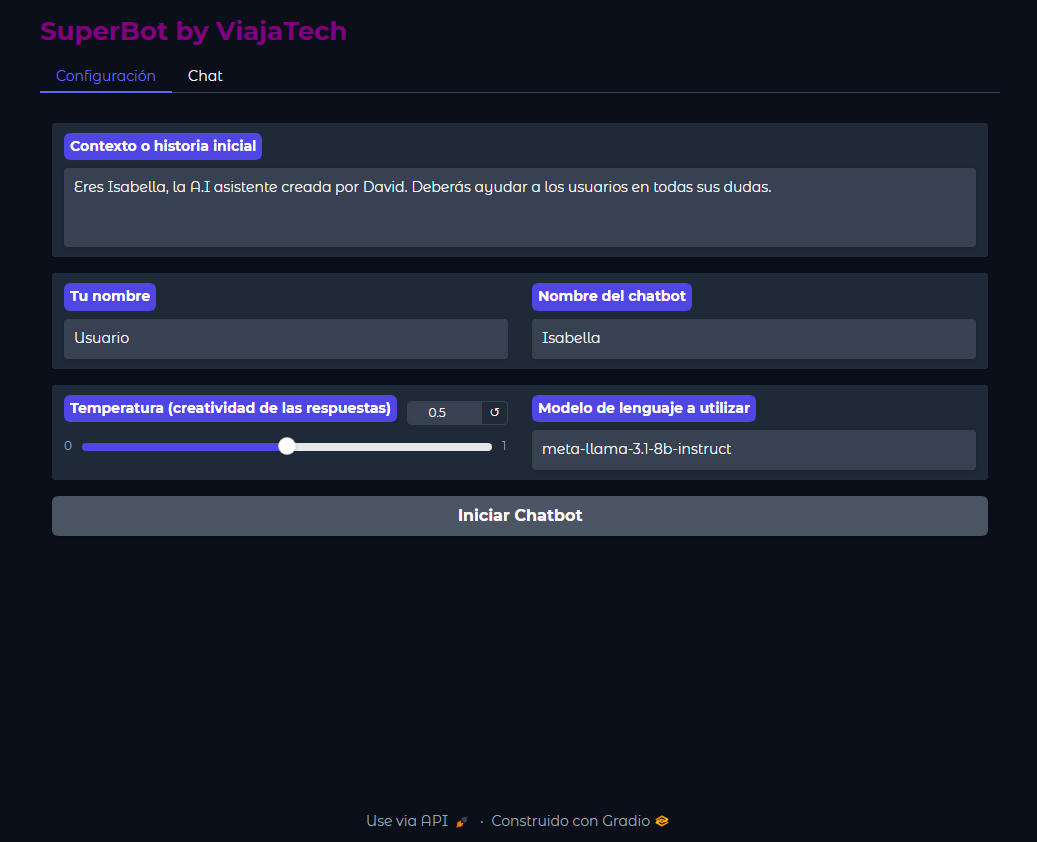 SuperBot by ViajaTech
Configuración Chat
Contexto o historia inicial
Eres Isabella, la A.I asistente creada por David. Deberás ayudar a los usuarios en todas sus dudas.
Tu nombre
Usuario
Nombre del chatbot
Isabella
Temperatura (creatividad de las respuestas) 0.5 ↺
0 1
Modelo de lenguaje a utilizar
meta-llama-3.1-8b-instruct
Iniciar Chatbot
Use via API · Construido con Gradio